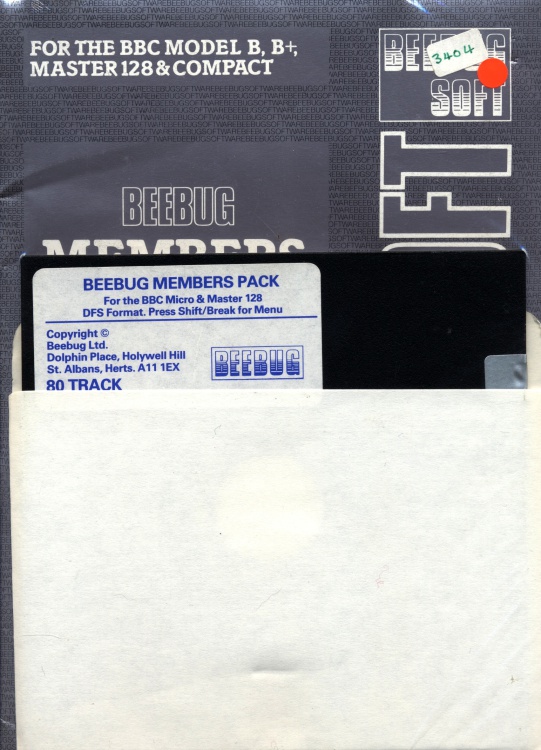 FOR THE BBC MODEL B, B+,
MASTER 128 & COMPACT
BEEBUG
SOFT
3404
BEEBUG
MEMBERS
BEEBUG MEMBERS PACK
For the BBC Micro & Master 128
DFS Format. Press Shift/Break for Menu
Copyright ©
Beebug Ltd.
Dolphin Place, Holywell Hill
St. Albans, Herts. A11 1EX
BEEBUG
80 TRACK